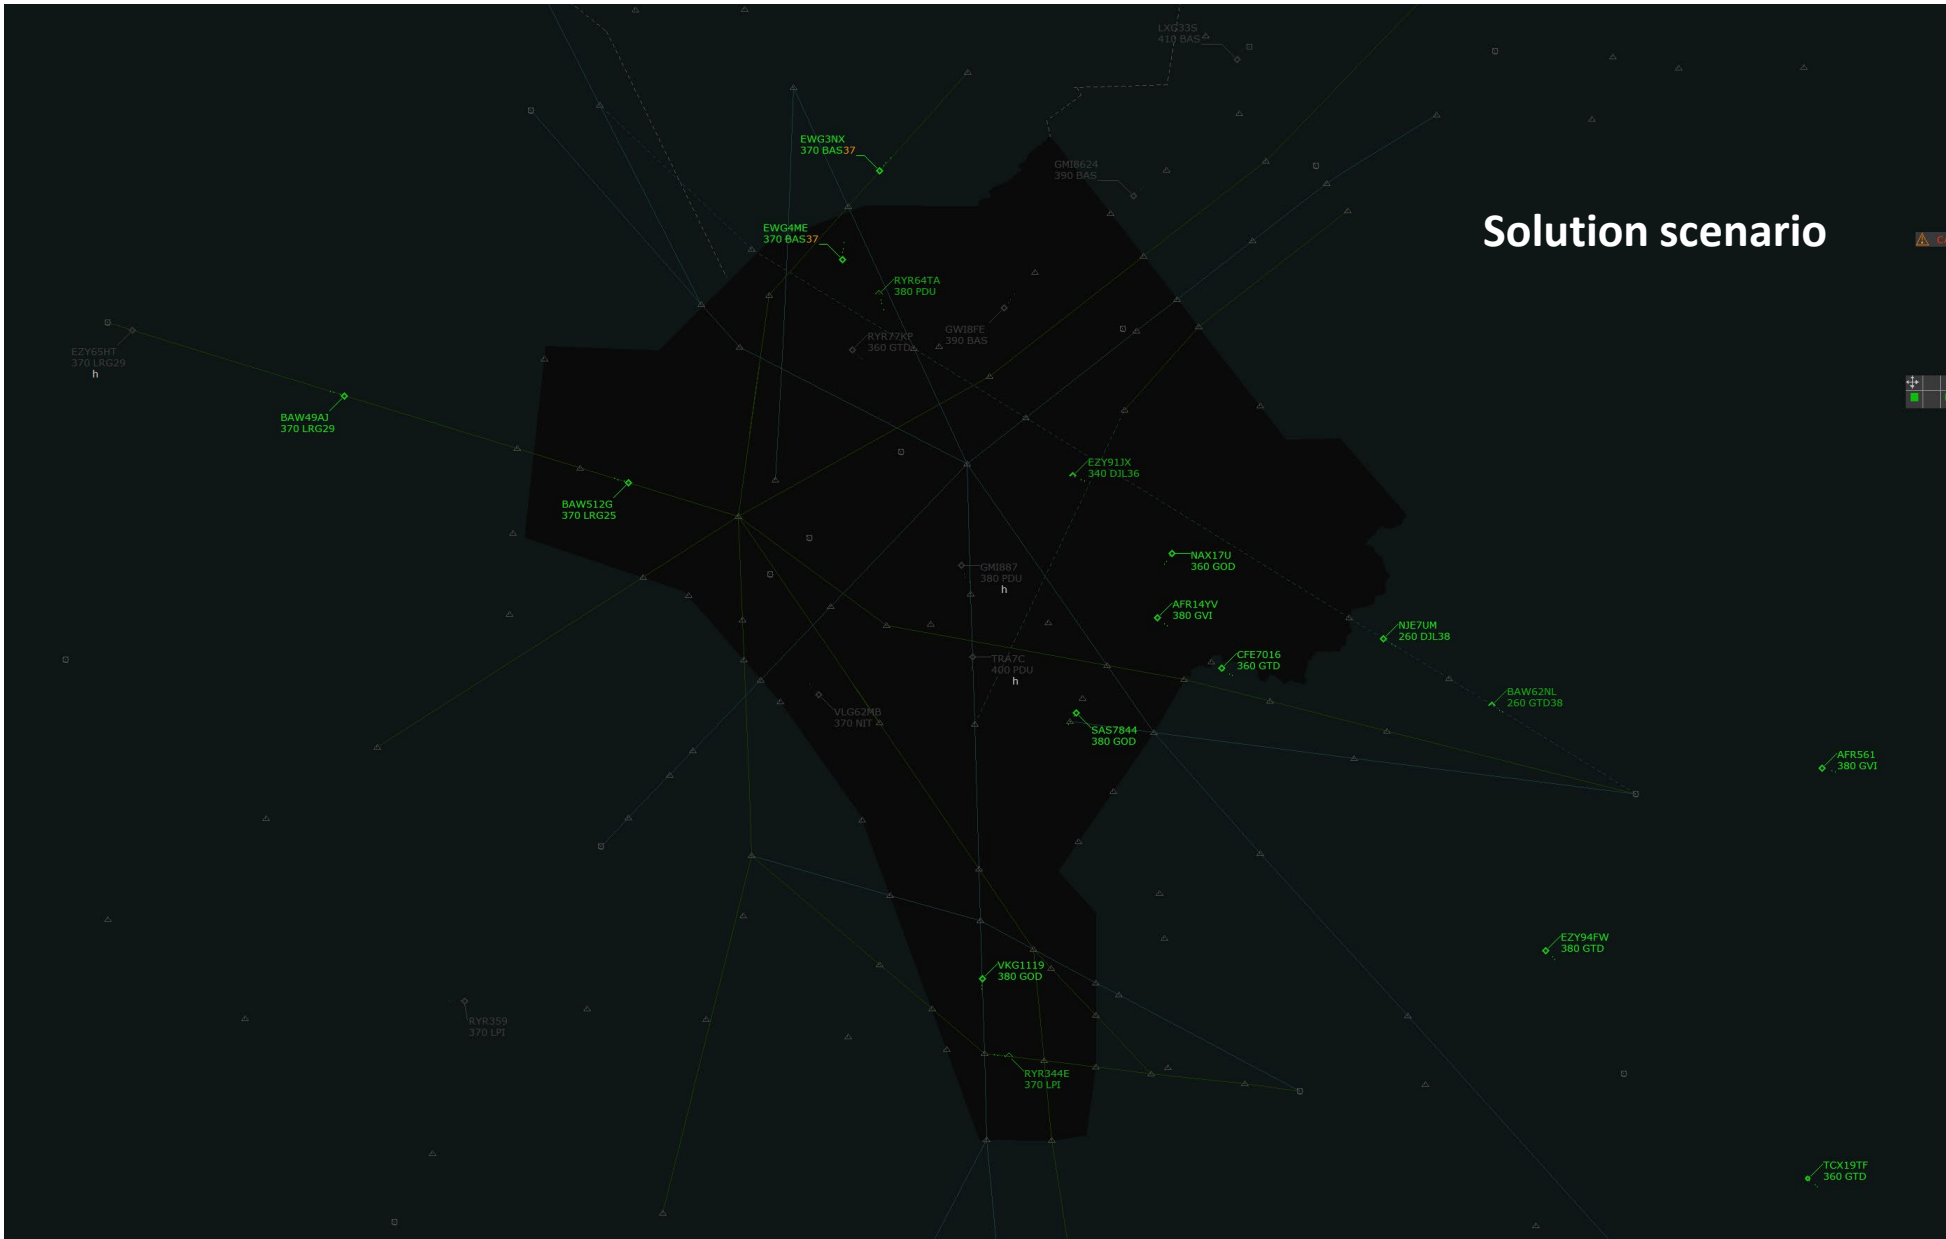 LXG33S
410 BAS
EWG3NX
370 BAS37
GMI8624
390 BAS
Solution scenario
EWG4ME
370 BAS37
RYR64TA
380 PDU
GWI8FE
390 BAS
RYR77KP
360 GTD
EZY65HT
370 LRG29
h
BAW49AJ
370 LRG29
EZY91JX
340 DJL36
BAW512G
370 LRG25
NAX17U
360 GOD
GMI887
380 PDU
h
AFR14YV
380 GVI
NJE7UM
260 DJL38
CFE7016
360 GTD
TRA7C
400 PDU
h
BAW62NL
260 GTD38
VLG62MB
370 NIT
SAS7844
380 GOD
AFR561
380 GVI
EZY94FW
380 GTD
VKG1119
380 GOD
RYR3S9
370 LPI
RYR344E
370 LPI
TCX19TF
360 GTD